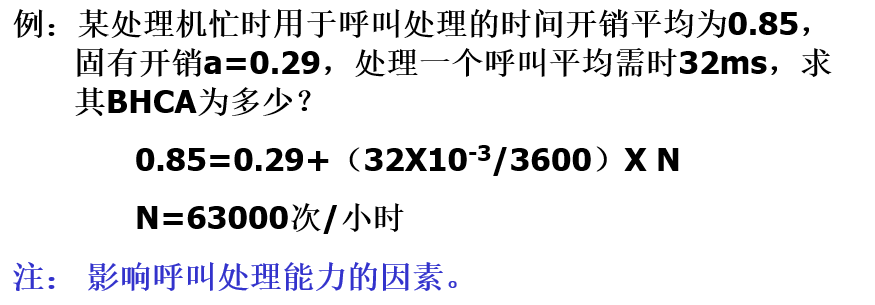 例：某处理机忙时用于呼叫处理的时间开销平均为0.85，
固有开销a=0.29，处理一个呼叫平均需时32ms，求
其BHCA为多少？
0.85=0.29+（32X10⁻³/3600）X N
N=63000次/小时
注： 影响呼叫处理能力的因素。